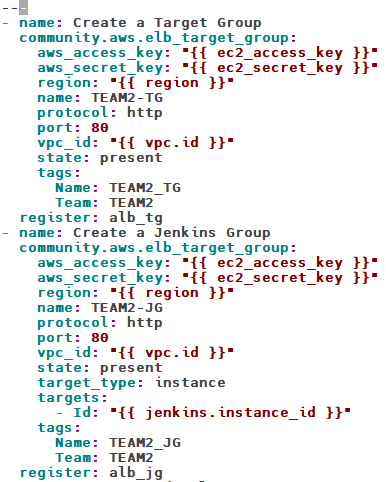 ---
- name: Create a Target Group
  community.aws.elb_target_group:
    aws_access_key: "{{ ec2_access_key }}"
    aws_secret_key: "{{ ec2_secret_key }}"
    region: "{{ region }}"
    name: TEAM2-TG
    protocol: http
    port: 80
    vpc_id: "{{ vpc.id }}"
    state: present
    tags:
      Name: TEAM2_TG
      Team: TEAM2
  register: alb_tg
- name: Create a Jenkins Group
  community.aws.elb_target_group:
    aws_access_key: "{{ ec2_access_key }}"
    aws_secret_key: "{{ ec2_secret_key }}"
    region: "{{ region }}"
    name: TEAM2-JG
    protocol: http
    port: 80
    vpc_id: "{{ vpc.id }}"
    state: present
    target_type: instance
    targets:
      - Id: "{{ jenkins.instance_id }}"
    tags:
      Name: TEAM2_JG
      Team: TEAM2
  register: alb_jg